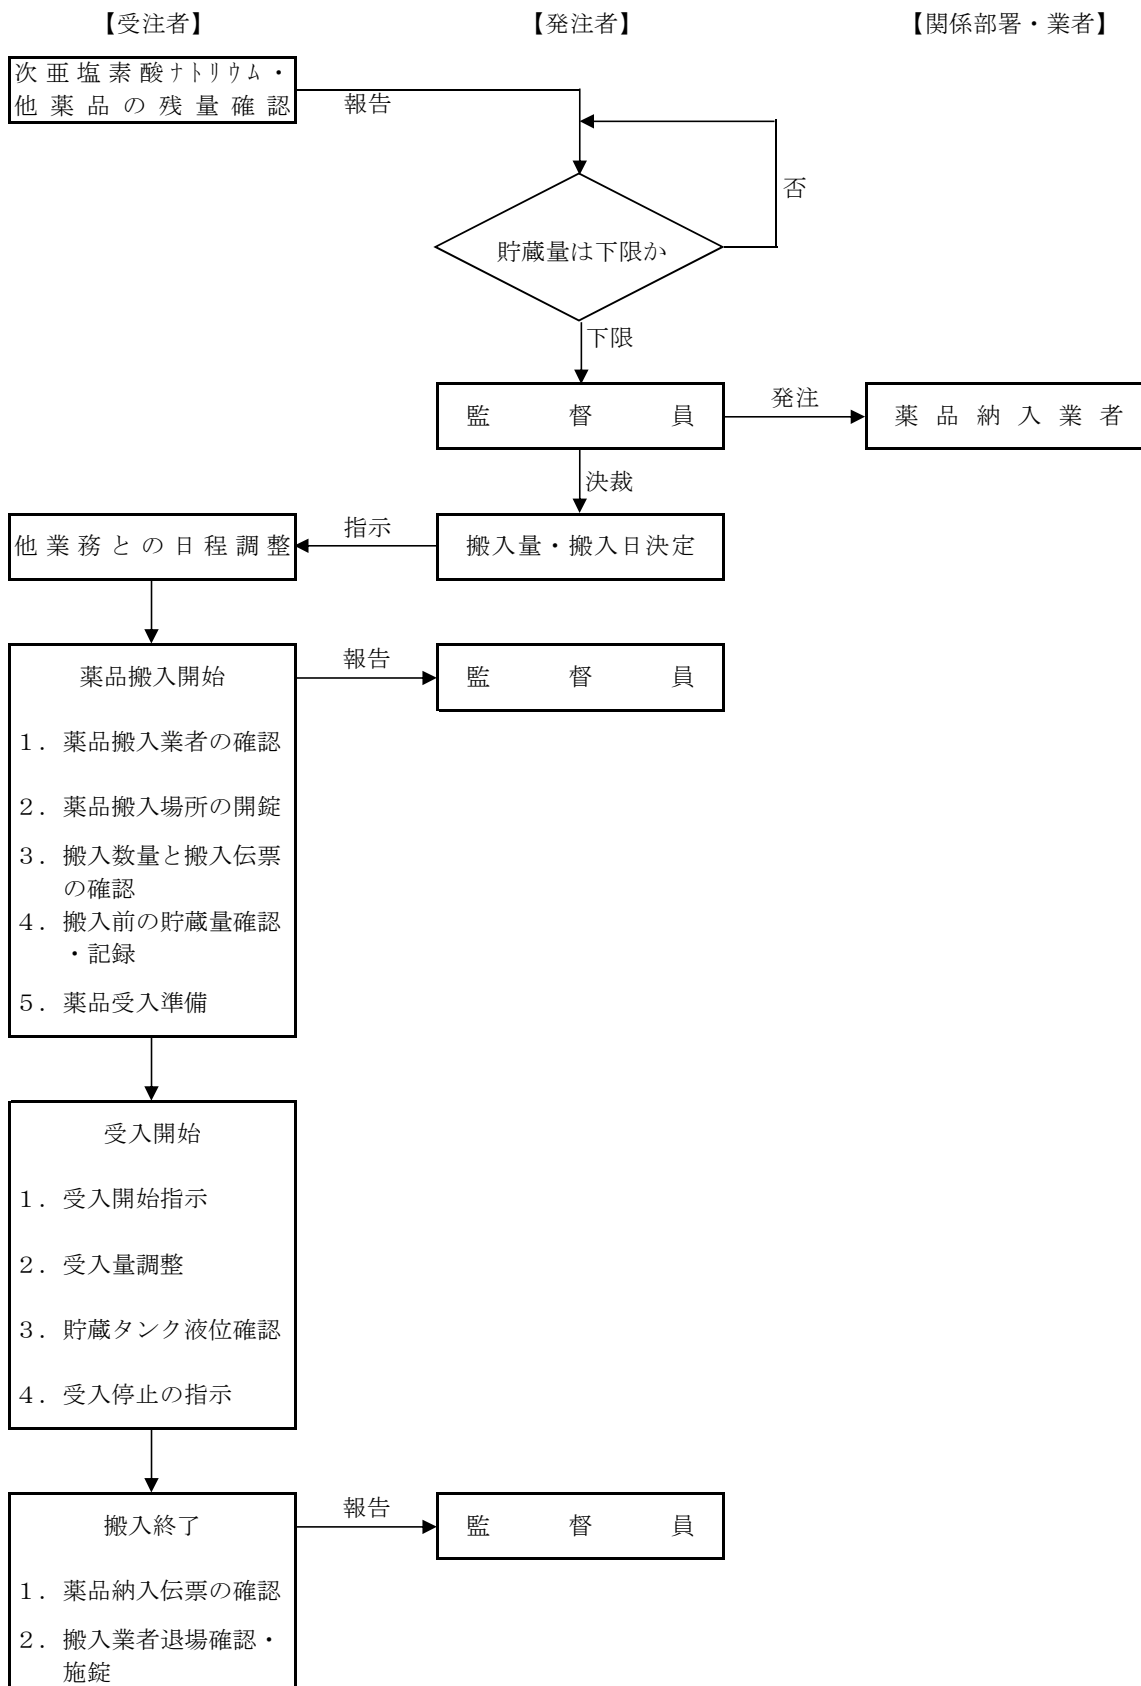 【受注者】
【発注者】
【関係部署・業者】
次亜塩素酸ﾅﾄﾘｳﾑ・
他薬品の残量確認
報告
否
貯蔵量は下限か
下限
監督員
発注
薬品納入業者
決裁
他業務との日程調整
指示
搬入量・搬入日決定
薬品搬入開始
報告
監督員
１．薬品搬入業者の確認
２．薬品搬入場所の開錠
３．搬入数量と搬入伝票
の確認
４．搬入前の貯蔵量確認
・記録
５．薬品受入準備
受入開始
１．受入開始指示
２．受入量調整
３．貯蔵タンク液位確認
４．受入停止の指示
搬入終了
報告
監督員
１．薬品納入伝票の確認
２．搬入業者退場確認・
施錠